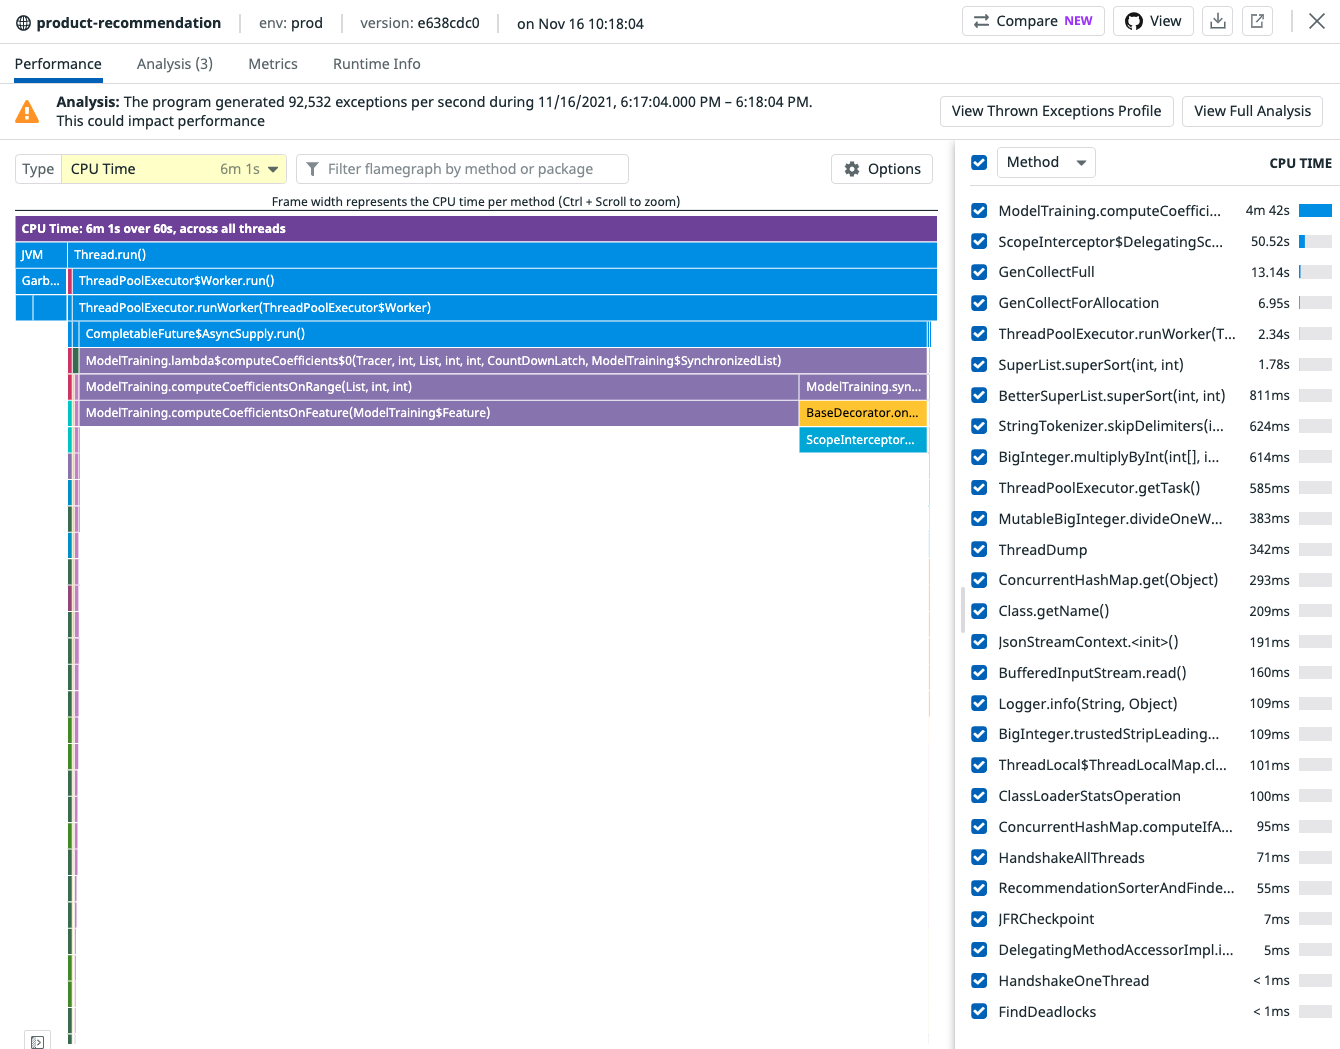 product-recommendation env: prod version: e638cdc0 on Nov 16 10:18:04 Compare NEW View
Performance Analysis (3) Metrics Runtime Info
Analysis: The program generated 92,532 exceptions per second during 11/16/2021, 6:17:04.000 PM – 6:18:04 PM.
This could impact performance
View Thrown Exceptions Profile View Full Analysis
Type CPU Time 6m 1s Filter flamegraph by method or package Options
Frame width represents the CPU time per method (Ctrl + Scroll to zoom)
CPU Time: 6m 1s over 60s, across all threads
JVM Thread.run()
Garb... ThreadPoolExecutor$Worker.run()
ThreadPoolExecutor.runWorker(ThreadPoolExecutor$Worker)
CompletableFuture$AsyncSupply.run()
ModelTraining.lambda$computeCoefficients$0(Tracer, int, List, int, int, CountDownLatch, ModelTraining$SynchronizedList)
ModelTraining.computeCoefficientsOnRange(List, int, int) ModelTraining.syn...
ModelTraining.computeCoefficientsOnFeature(ModelTraining$Feature) BaseDecorator.on...
ScopeInterceptor...
Method CPU TIME
ModelTraining.computeCoeffici... 4m 42s
ScopeInterceptor$DelegatingSc... 50.52s
GenCollectFull 13.14s
GenCollectForAllocation 6.95s
ThreadPoolExecutor.runWorker(T... 2.34s
SuperList.superSort(int, int) 1.78s
BetterSuperList.superSort(int, int) 811ms
StringTokenizer.skipDelimiters(i... 624ms
BigInteger.multiplyByInt(int[], i... 614ms
ThreadPoolExecutor.getTask() 585ms
MutableBigInteger.divideOneW... 383ms
ThreadDump 342ms
ConcurrentHashMap.get(Object) 293ms
Class.getName() 209ms
JsonStreamContext.<init>() 191ms
BufferedInputStream.read() 160ms
Logger.info(String, Object) 109ms
BigInteger.trustedStripLeading... 109ms
ThreadLocal$ThreadLocalMap.cl... 101ms
ClassLoaderStatsOperation 100ms
ConcurrentHashMap.computeIfA... 95ms
HandshakeAllThreads 71ms
RecommendationSorterAndFinde... 55ms
JFRCheckpoint 7ms
DelegatingMethodAccessorImpl.i... 5ms
HandshakeOneThread < 1ms
FindDeadlocks < 1ms